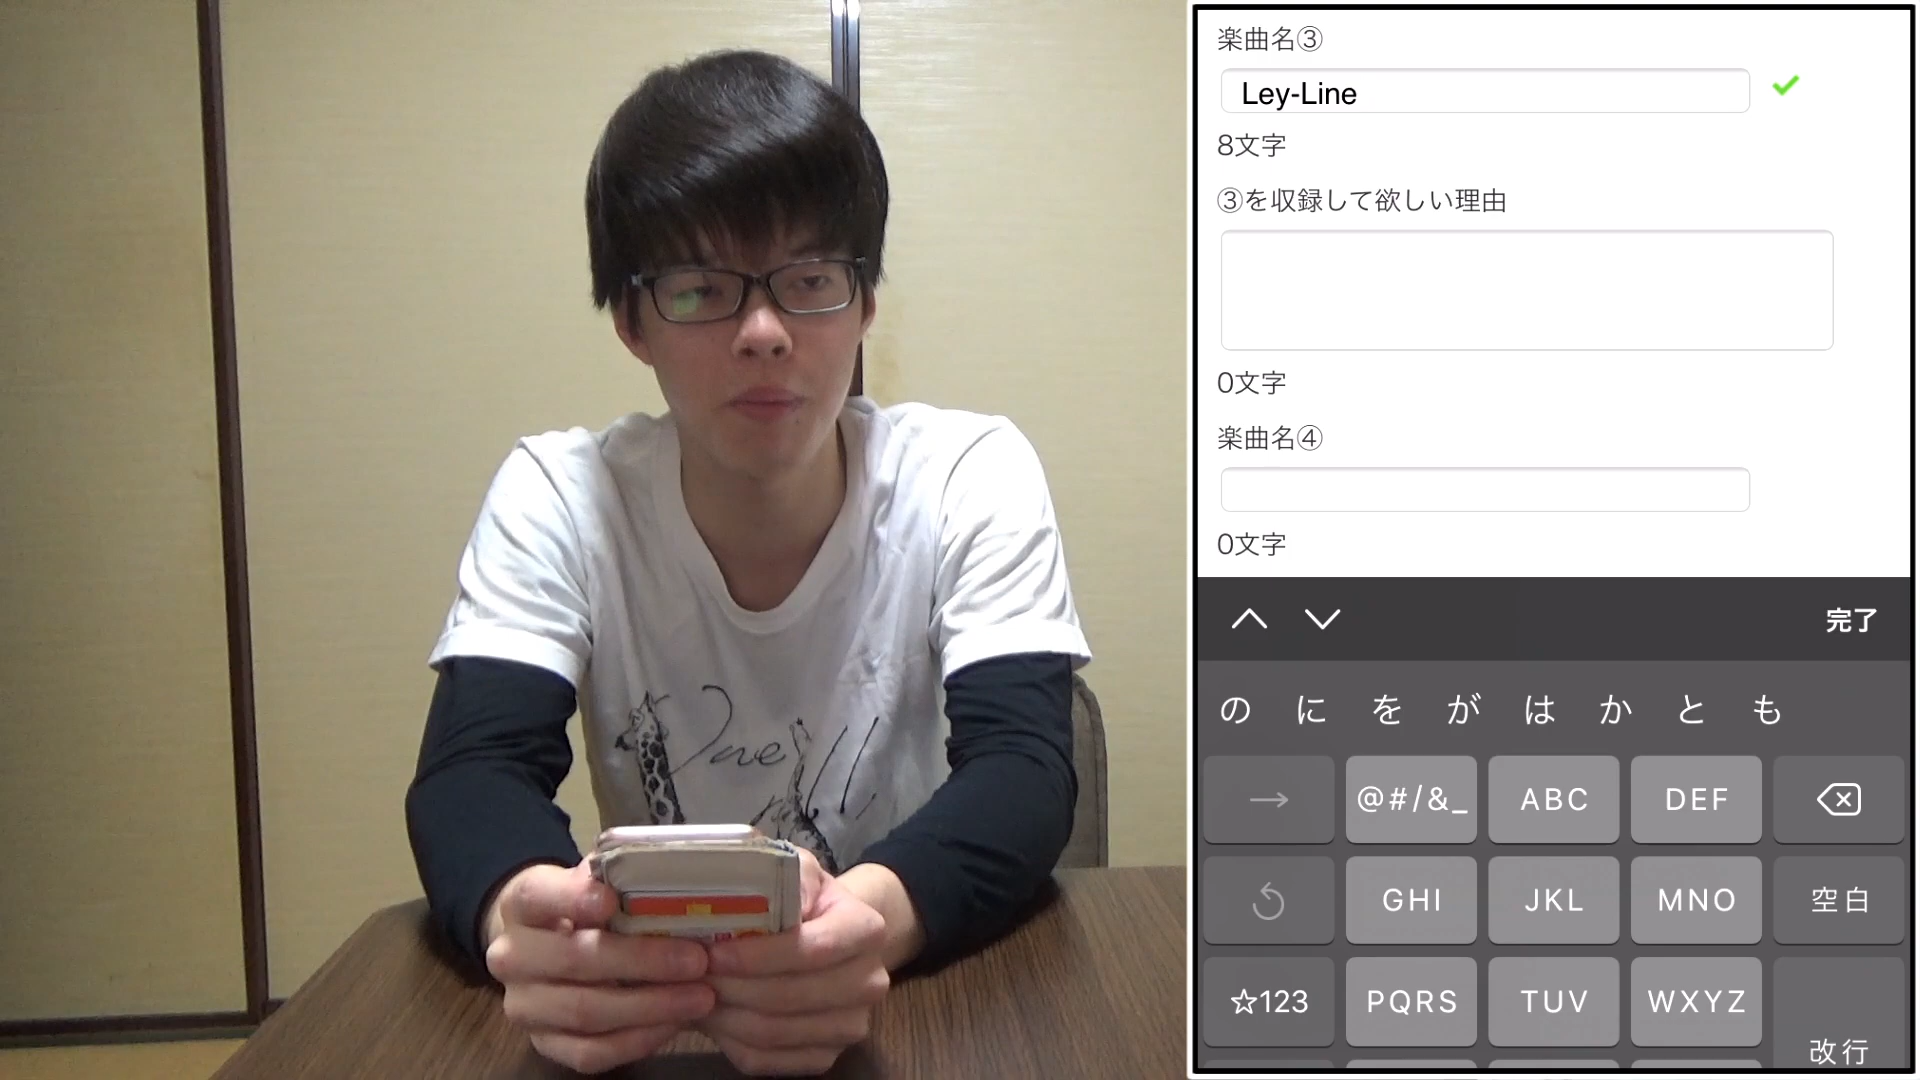 楽曲名③
Ley-Line
8文字
③を収録して欲しい理由
0文字
楽曲名④
0文字
完了
の に を が は か と も
→ @#/&_ ABC DEF
GHI JKL MNO 空白
☆123 PQRS TUV WXYZ
改行